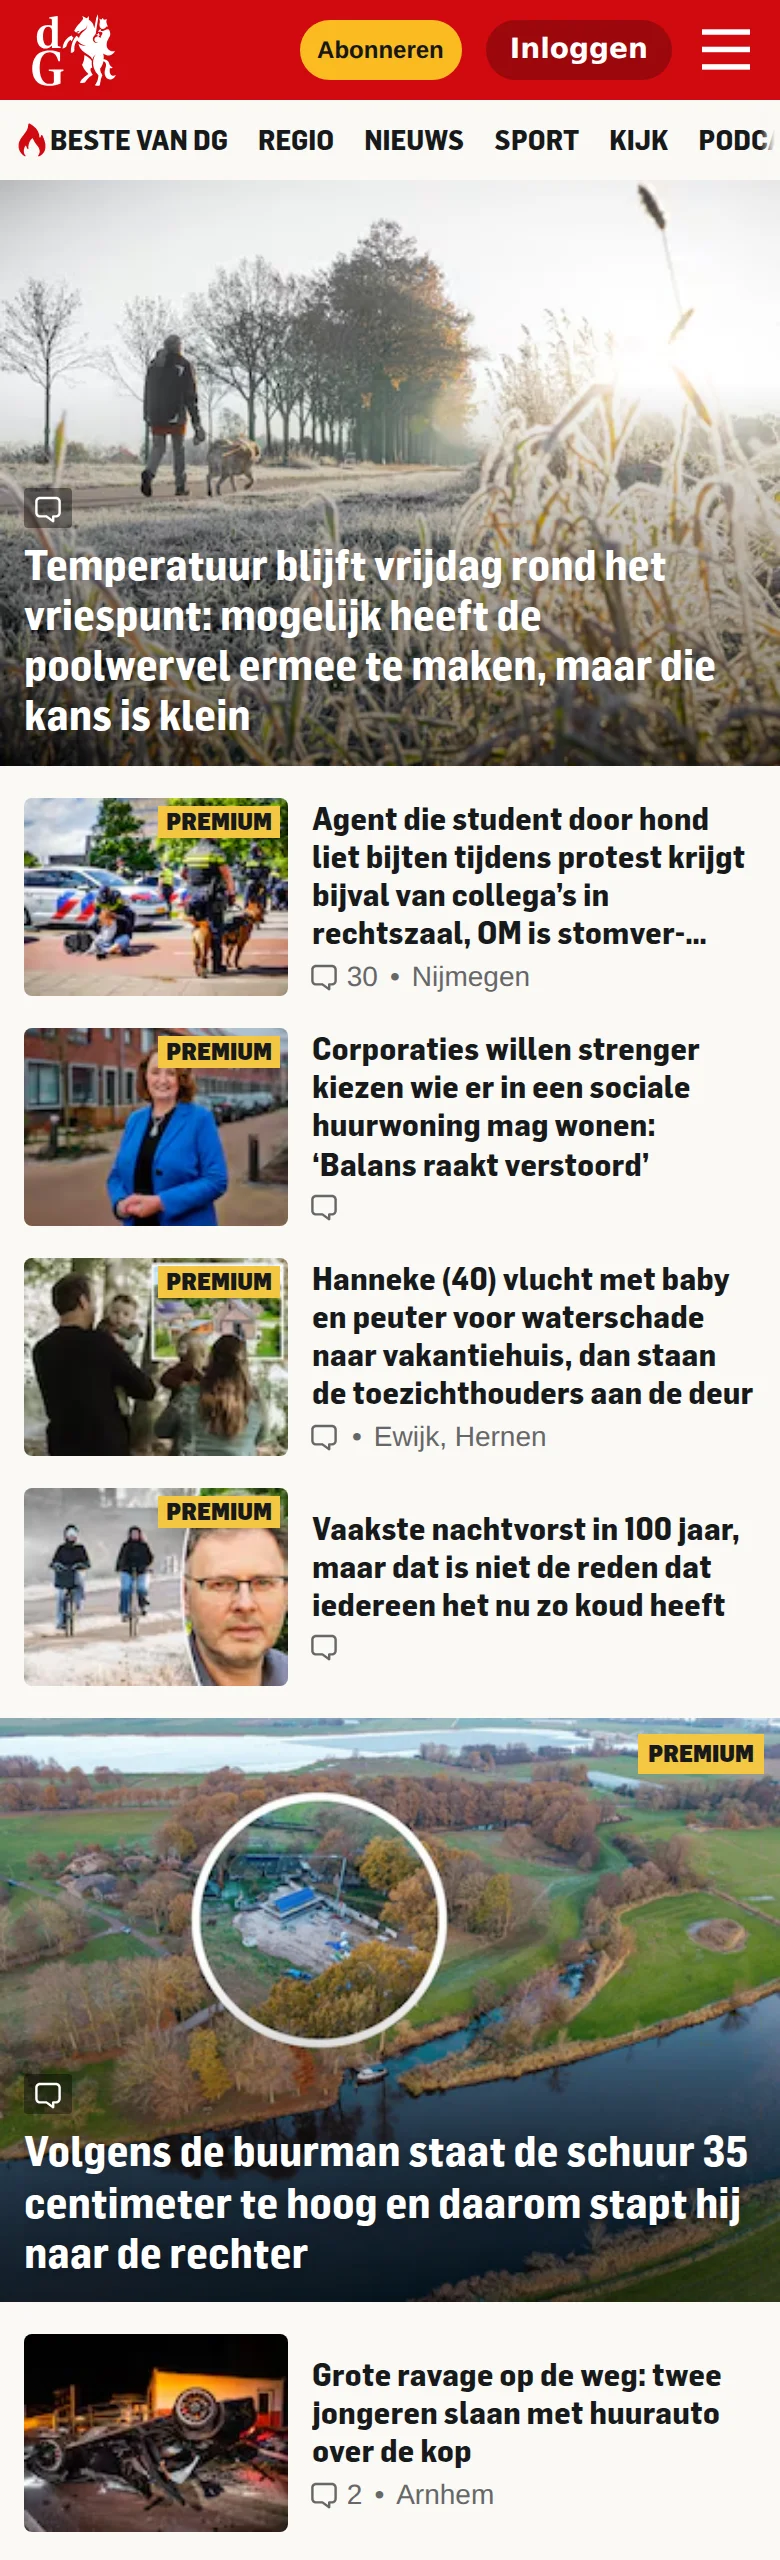 dG
Abonneren
Inloggen
BESTE VAN DG REGIO NIEUWS SPORT KIJK PODCA
Temperatuur blijft vrijdag rond het
vriespunt: mogelijk heeft de
poolwervel ermee te maken, maar die
kans is klein
PREMIUM
Agent die student door hond
liet bijten tijdens protest krijgt
bijval van collega’s in
rechtszaal, OM is stomver-...
30 • Nijmegen
PREMIUM
Corporaties willen strenger
kiezen wie er in een sociale
huurwoning mag wonen:
‘Balans raakt verstoord’
PREMIUM
Hanneke (40) vlucht met baby
en peuter voor waterschade
naar vakantiehuis, dan staan
de toezichthouders aan de deur
• Ewijk, Hernen
PREMIUM
Vaakste nachtvorst in 100 jaar,
maar dat is niet de reden dat
iedereen het nu zo koud heeft
PREMIUM
Volgens de buurman staat de schuur 35
centimeter te hoog en daarom stapt hij
naar de rechter
Grote ravage op de weg: twee
jongeren slaan met huurauto
over de kop
2 • Arnhem